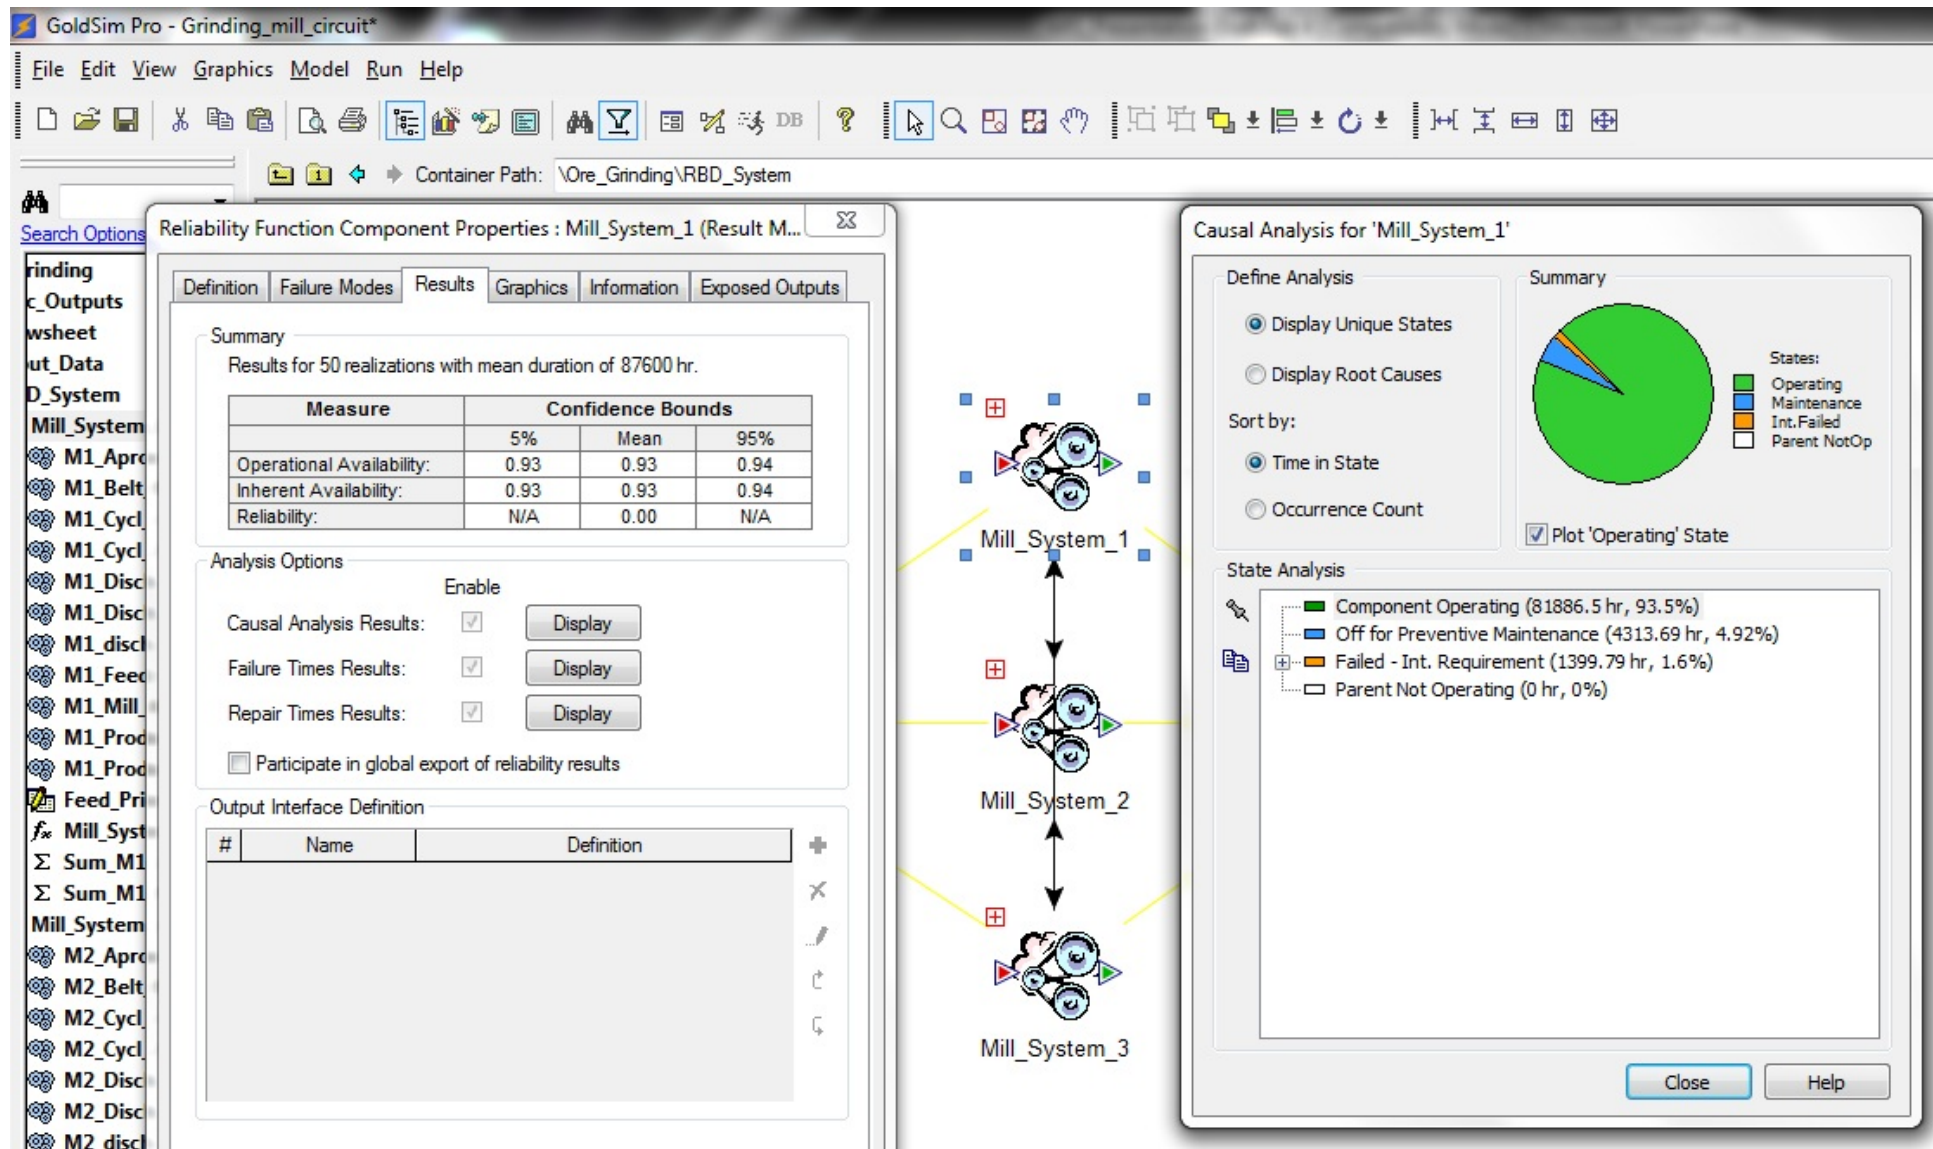 GoldSim Pro - Grinding_mill_circuit*
File Edit View Graphics Model Run Help
DB
Container Path: \Ore_Grinding\RBD_System
Search Options
rinding
c_Outputs
wsheet
ut_Data
D_System
Mill_System
M1_Apro
M1_Belt_
M1_Cycl_
M1_Cycl_
M1_Disc
M1_Disc
M1_discl
M1_Feed
M1_Mill_
M1_Prod
M1_Prod
Feed_Pri
fx Mill_Syst
Σ Sum_M1
Σ Sum_M1
Mill_System
M2_Apro
M2_Belt_
M2_Cycl_
M2_Cycl_
M2_Disc
M2_Disc
M2_discl
Reliability Function Component Properties : Mill_System_1 (Result M...
Definition Failure Modes Results Graphics Information Exposed Outputs
Summary
Results for 50 realizations with mean duration of 87600 hr.
Measure Confidence Bounds
5% Mean 95%
Operational Availability: 0.93 0.93 0.94
Inherent Availability: 0.93 0.93 0.94
Reliability: N/A 0.00 N/A
Analysis Options
Enable
Causal Analysis Results: Display
Failure Times Results: Display
Repair Times Results: Display
Participate in global export of reliability results
Output Interface Definition
# Name Definition
Mill_System_1
Mill_System_2
Mill_System_3
Causal Analysis for 'Mill_System_1'
Define Analysis
Display Unique States
Display Root Causes
Sort by:
Time in State
Occurrence Count
Summary
States:
Operating
Maintenance
Int.Failed
Parent NotOp
Plot 'Operating' State
State Analysis
Component Operating (81886.5 hr, 93.5%)
Off for Preventive Maintenance (4313.69 hr, 4.92%)
Failed - Int. Requirement (1399.79 hr, 1.6%)
Parent Not Operating (0 hr, 0%)
Close Help